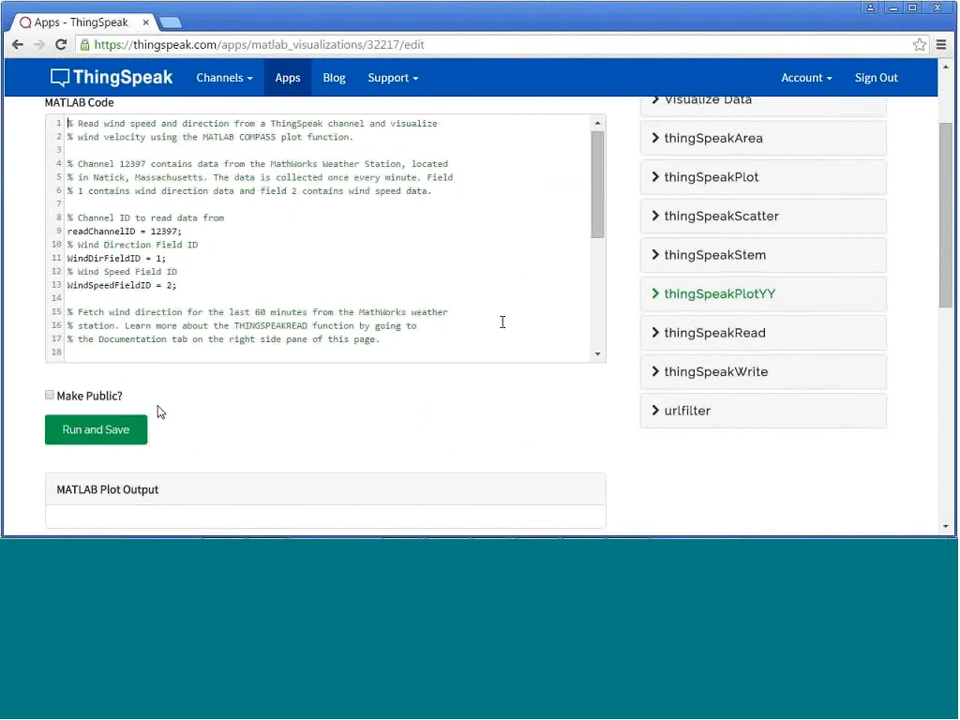 Apps - ThingSpeak
https://thingspeak.com/apps/matlab_visualizations/32217/edit
ThingSpeak
Channels
Apps
Blog
Support
Account
Sign Out
MATLAB Code
1 % Read wind speed and direction from a ThingSpeak channel and visualize
2 % wind velocity using the MATLAB COMPASS plot function.
3
4 % Channel 12397 contains data from the MathWorks Weather Station, located
5 % in Natick, Massachusetts. The data is collected once every minute. Field
6 % 1 contains wind direction data and field 2 contains wind speed data.
7
8 % Channel ID to read data from
9 readChannelID = 12397;
10 % Wind Direction Field ID
11 WindDirFieldID = 1;
12 % Wind Speed Field ID
13 WindSpeedFieldID = 2;
14
15 % Fetch wind direction for the last 60 minutes from the MathWorks weather
16 % station. Learn more about the THINGSPEAKREAD function by going to
17 % the Documentation tab on the right side pane of this page.
18
Make Public?
Run and Save
MATLAB Plot Output
Visualize Data
thingSpeakArea
thingSpeakPlot
thingSpeakScatter
thingSpeakStem
thingSpeakPlotYY
thingSpeakRead
thingSpeakWrite
urlfilter